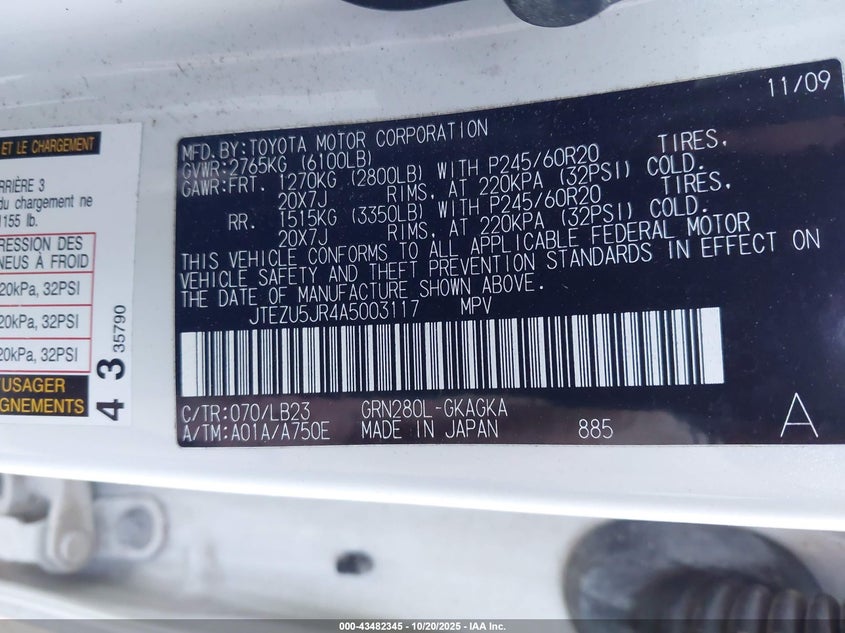 11/09
MFD.BY:TOYOTA MOTOR CORPORATION
GVWR:2765KG (6100LB)
GAWR:FRT. 1270KG (2800LB) WITH P245/60R20 TIRES,
20X7J RIMS, AT 220KPA (32PSI) COLD.
RR. 1515KG (3350LB) WITH P245/60R20 TIRES,
20X7J RIMS, AT 220KPA (32PSI) COLD.
THIS VEHICLE CONFORMS TO ALL APPLICABLE FEDERAL MOTOR
VEHICLE SAFETY AND THEFT PREVENTION STANDARDS IN EFFECT ON
THE DATE OF MANUFACTURE SHOWN ABOVE.
JTEZU5JR4A5003117 MPV
C/TR:070/LB23 GRN280L-GKAGKA
A/TM:A01A/A750E MADE IN JAPAN 885
A
ET LE CHARGEMENT
RRIÈRE 3
du chargement ne
1155 lb.
RESSION DES
NEUS À FROID
20kPa, 32PSI
20kPa, 32PSI
20kPa, 32PSI
USAGER
GNEMENTS
43
35790
000-43482345 - 10/20/2025 - IAA Inc.